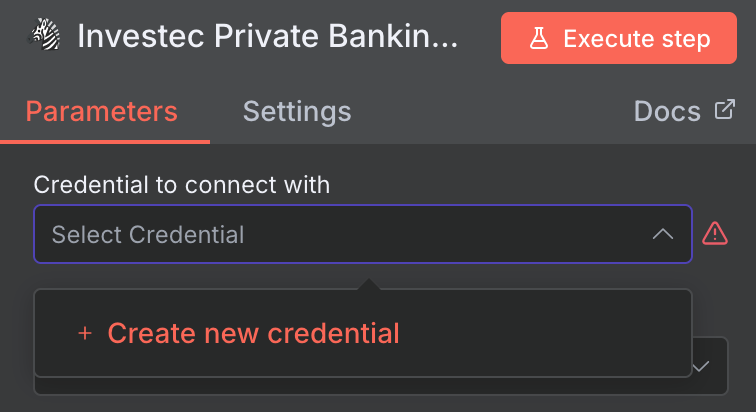 Investec Private Bankin...
Execute step
Parameters
Settings
Docs
Credential to connect with
Select Credential
+ Create new credential